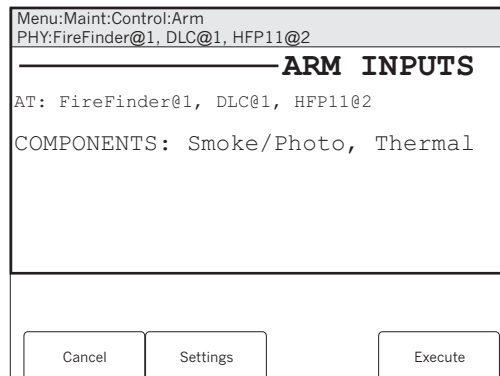 Menu:Maint:Control:Arm
PHY:FireFinder@1, DLC@1, HFP11@2
ARM INPUTS
AT: FireFinder@1, DLC@1, HFP11@2
COMPONENTS: Smoke/Photo, Thermal
Cancel Settings Execute